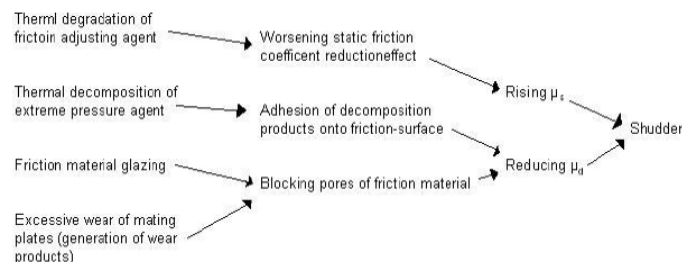 Therml degradation of
frictoin adjusting agent
Worsening static friction
coefficent reductioneffect
Thermal decomposition of
extreme pressure agent
Rising μs
Adhesion of decomposition
products onto friction-surface
Shudder
Friction material glazing
Reducing μd
Blocking pores of friction material
Excessive wear of mating
plates (generation of wear
products)